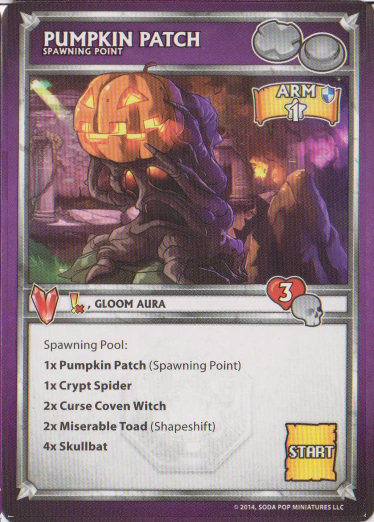 PUMPKIN PATCH
SPAWNING POINT
ARM
1
3
, GLOOM AURA
Spawning Pool:
1x Pumpkin Patch (Spawning Point)
1x Crypt Spider
2x Curse Coven Witch
2x Miserable Toad (Shapeshift)
4x Skullbat
START
© 2014, SODA POP MINIATURES LLC